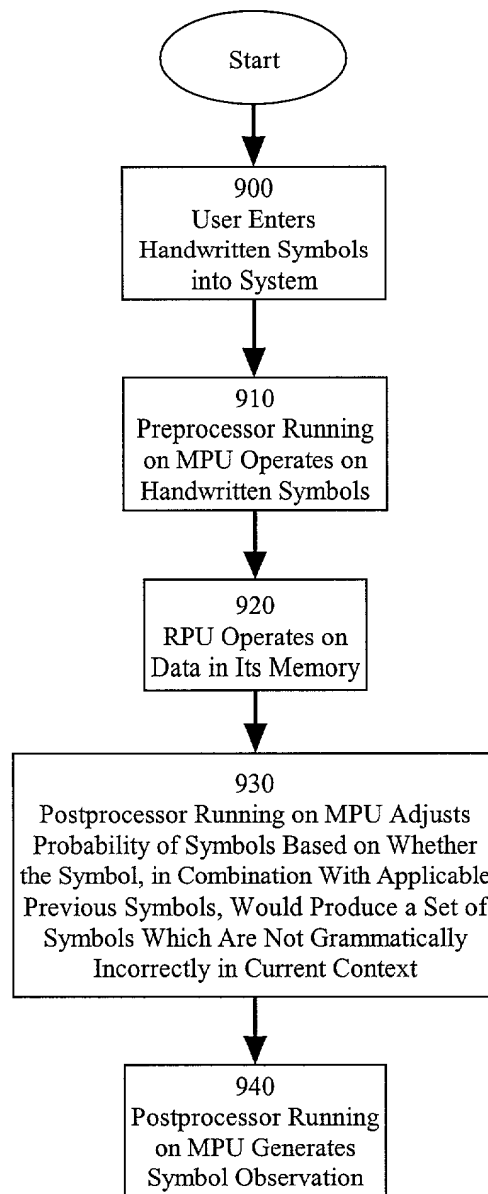 Start
900
User Enters
Handwritten Symbols
into System
910
Preprocessor Running
on MPU Operates on
Handwritten Symbols
920
RPU Operates on
Data in Its Memory
930
Postprocessor Running on MPU Adjusts
Probability of Symbols Based on Whether
the Symbol, in Combination With Applicable
Previous Symbols, Would Produce a Set of
Symbols Which Are Not Grammatically
Incorrectly in Current Context
940
Postprocessor Running
on MPU Generates
Symbol Observation